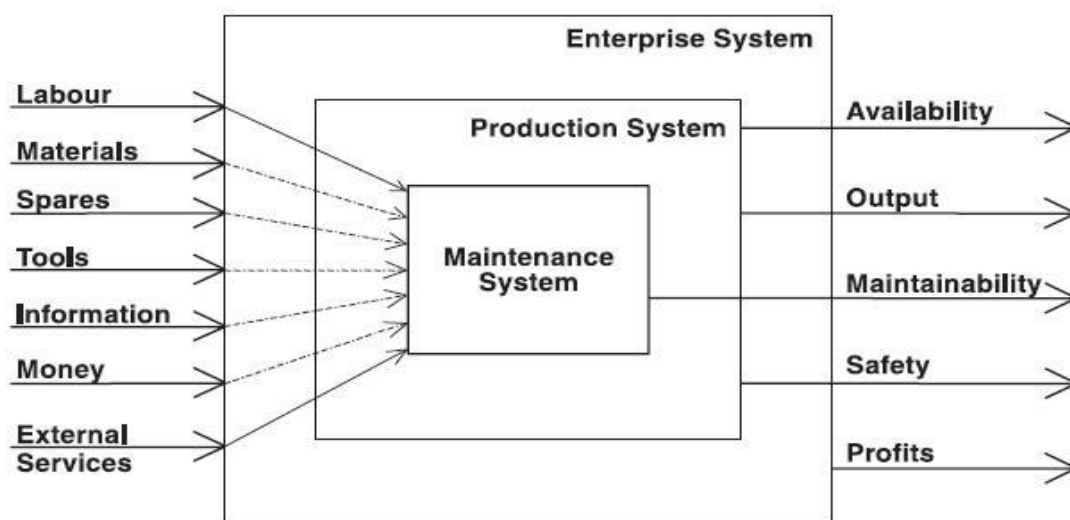 Enterprise System
Production System
Maintenance
System
Labour
Materials
Spares
Tools
Information
Money
External
Services
Availability
Output
Maintainability
Safety
Profits